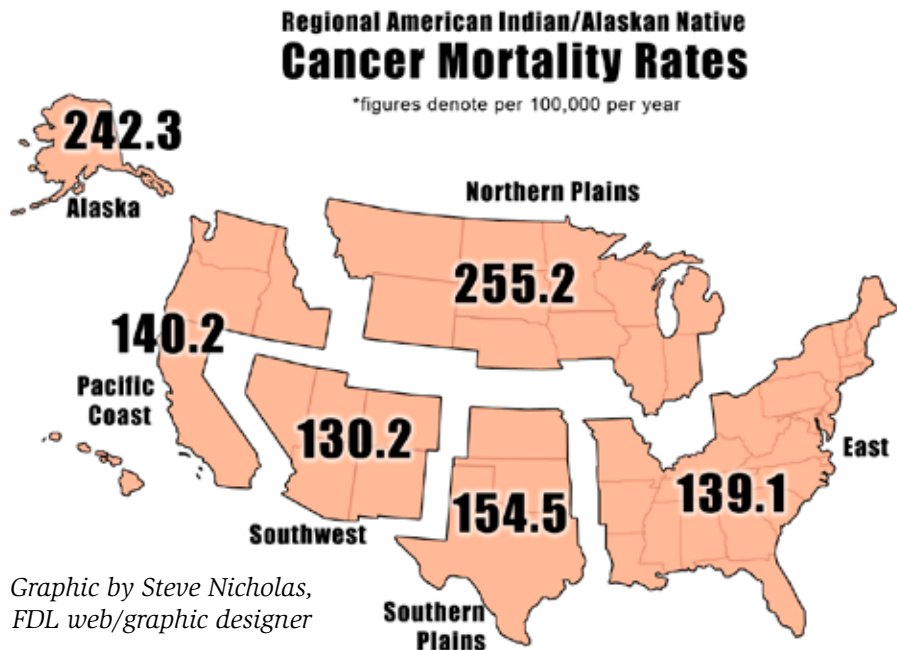 Regional American Indian/Alaskan Native
Cancer Mortality Rates
*figures denote per 100,000 per year
242.3
Alaska
Northern Plains
255.2
140.2
Pacific
Coast
130.2
Southwest
154.5
Southern
Plains
139.1
East
Graphic by Steve Nicholas,
FDL web/graphic designer